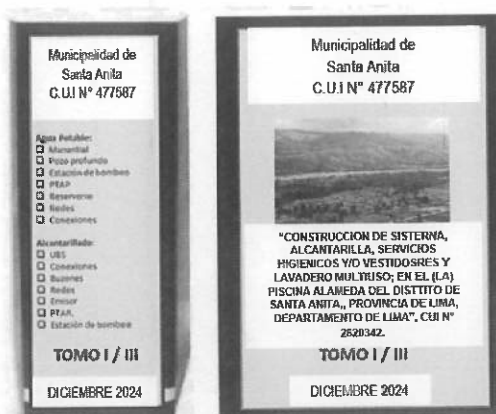 Municipalidad de
Santa Anita
C.U.I N° 477587
Agua Potable:
Manantial
Pozo profundo
Estación de bombeo
PTAP
Reservorio
Redes
Conexiones
Alcantarillado:
UBS
Conexiones
Buzones
Redes
Emisor
PTAR.
Estación de bombeo
TOMO I / III
DICIEMBRE 2024
Municipalidad de
Santa Anita
C.U.I N° 477587
"CONSTRUCCION DE SISTERNA,
ALCANTARILLA, SERVICIOS
HIGIENICOS Y/O VESTIDOSRES Y
LAVADERO MULTIUSO; EN EL (LA)
PISCINA ALAMEDA DEL DISTTITO DE
SANTA ANITA,, PROVINCIA DE LIMA,
DEPARTAMENTO DE LIMA", CUI N°
2620342.
TOMO I / III
DICIEMBRE 2024